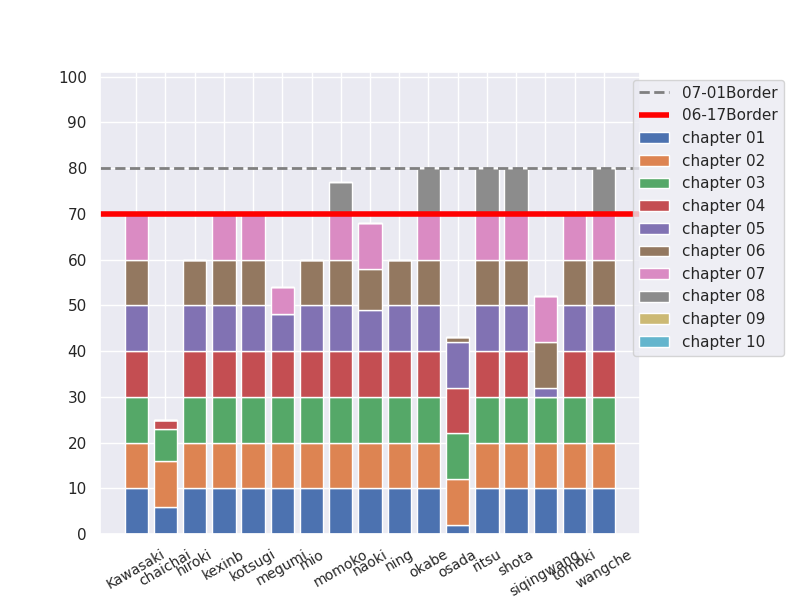 100
90
80
70
60
50
40
30
20
10
0
Kawasaki
chaichai
hiroki
kexinb
kotsugi
megumi
mio
momoko
naoki
ning
okabe
osada
ritsu
shota
siqingwang
tomoki
wangche
07-01Border
06-17Border
chapter 01
chapter 02
chapter 03
chapter 04
chapter 05
chapter 06
chapter 07
chapter 08
chapter 09
chapter 10